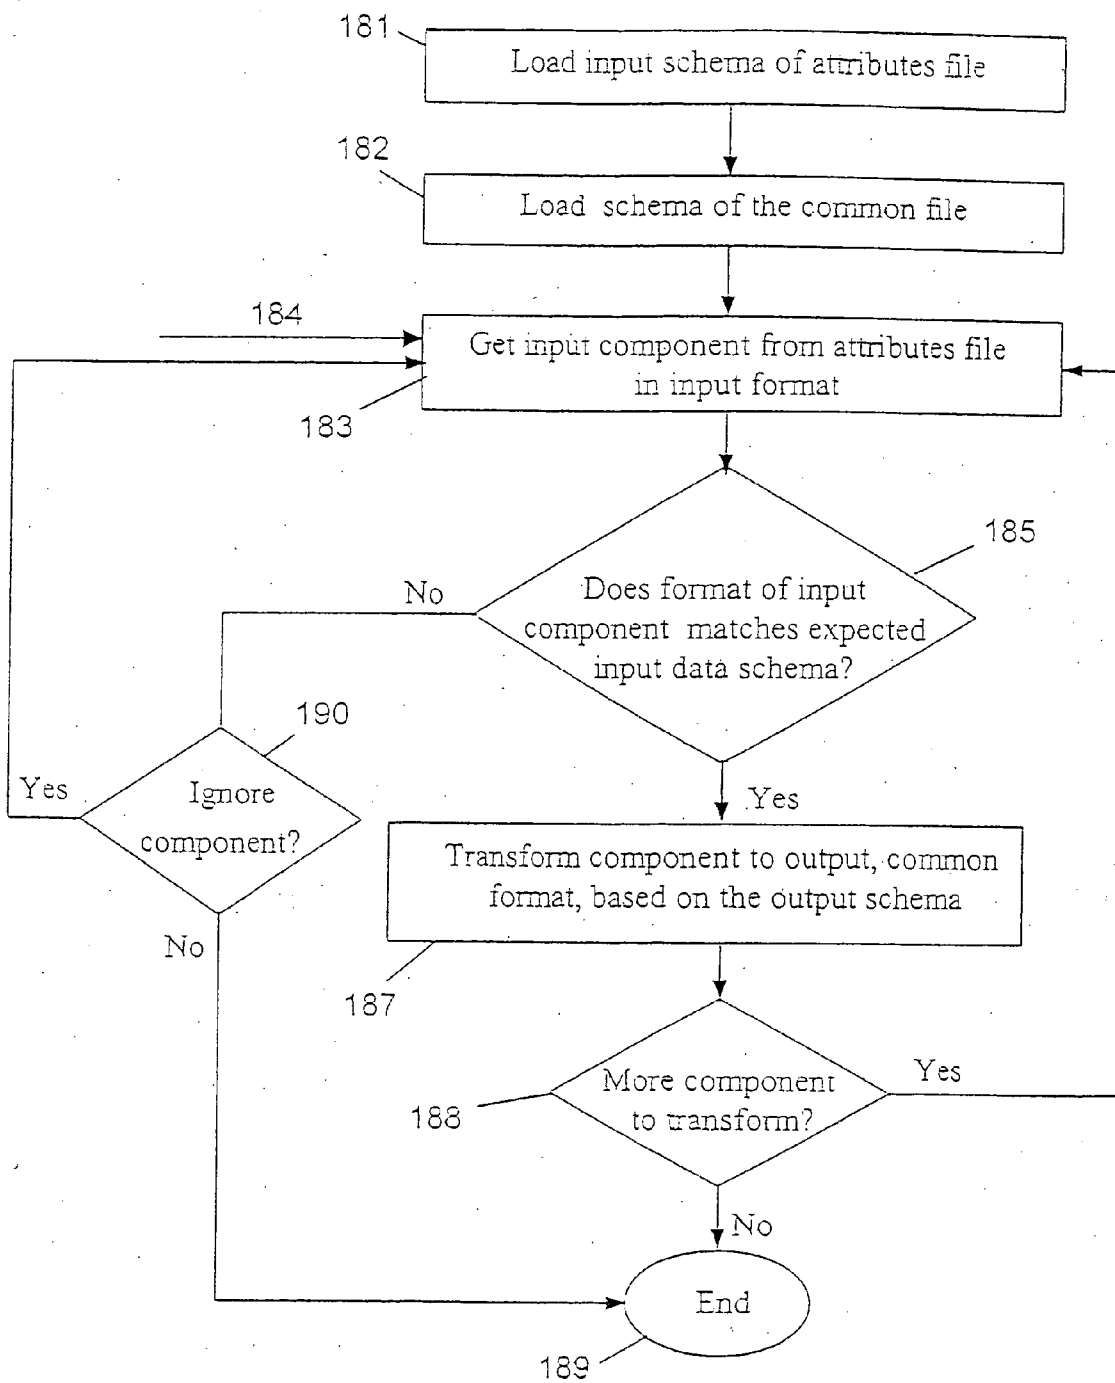 181
Load input schema of attributes file
182
Load schema of the common file
184
Get input component from attributes file
in input format
183
185
No
Does format of input
component matches expected
input data schema?
190
Yes
Ignore
component?
Yes
Transform component to output, common
format, based on the output schema
No
187
More component
to transform?
Yes
188
No
End
189